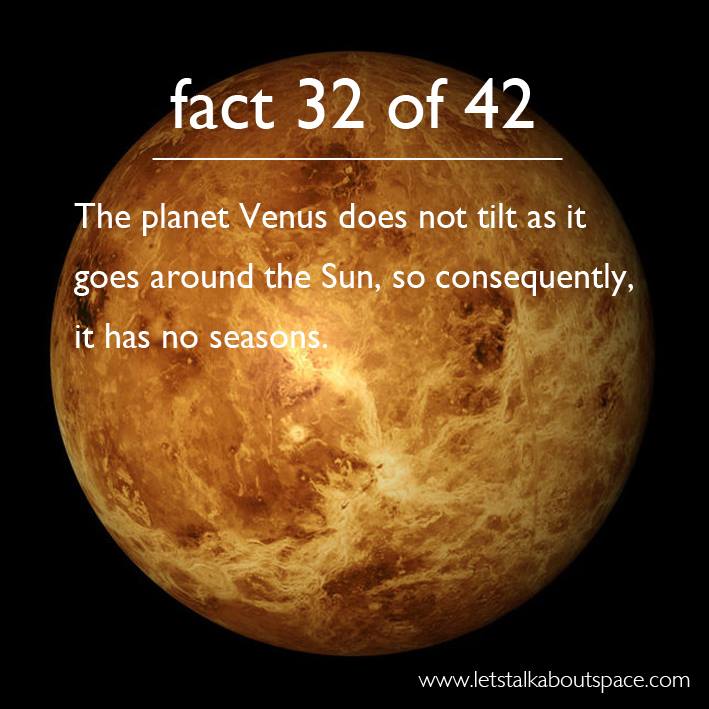 fact 32 of 42
The planet Venus does not tilt as it
goes around the Sun, so consequently,
it has no seasons.
www.letstalkaboutspace.com